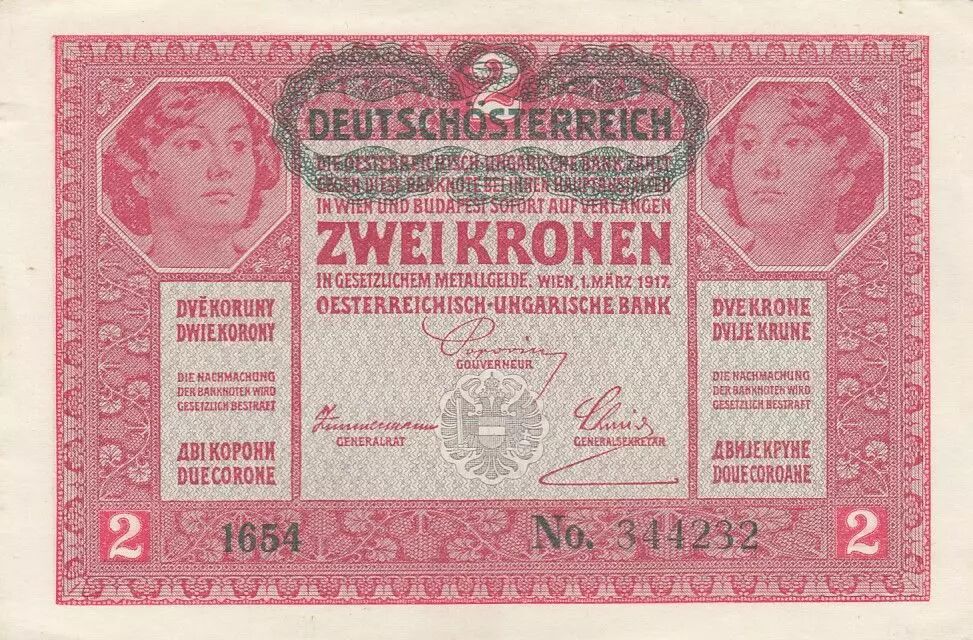 2
DEUTSCHÖSTERREICH
DIE OESTERREICHISCH-UNGARISCHE BANK ZAHLT
GEGEN DIESE BANKNOTE BEI IHREN HAUPTANSTALTEN
IN WIEN UND BUDAPEST SOFORT AUF VERLANGEN
ZWEI KRONEN
IN GESETZLICHEM METALLGELDE. WIEN, 1. MÄRZ 1917.
OESTERREICHISCH-UNGARISCHE BANK
Popovics
GOUVERNEUR
Zimmermann
GENERALRAT
Schmid
GENERALSEKRETÄR
DVĚ KORUNY
DWIE KORONY
DIE NACHMACHUNG
DER BANKNOTEN WIRD
GESETZLICH BESTRAFT
ДВІ КОРОНИ
DUE CORONE
DVE KRONE
DVIJE KRUNE
DIE NACHMACHUNG
DER BANKNOTEN WIRD
GESETZLICH BESTRAFT
ДВИЈЕ КРУНЕ
DOUE COROANE
2
1654
No. 344232
2